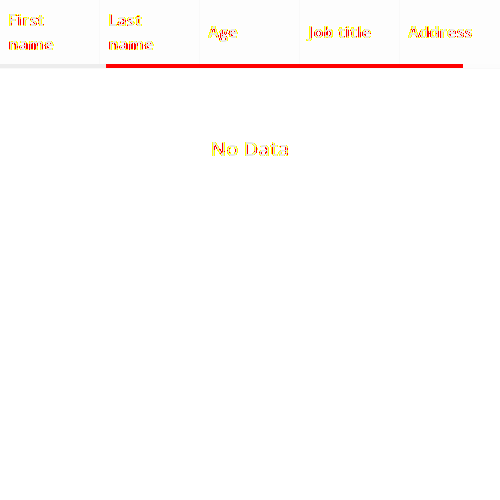 First name
Last name
Age
Job title
Address
No Data